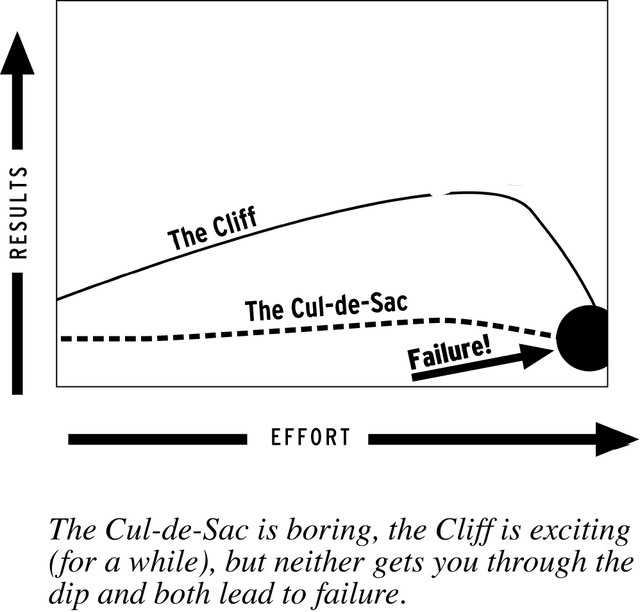 RESULTS
The Cliff
The Cul-de-Sac
Failure!
EFFORT
The Cul-de-Sac is boring, the Cliff is exciting
(for a while), but neither gets you through the
dip and both lead to failure.